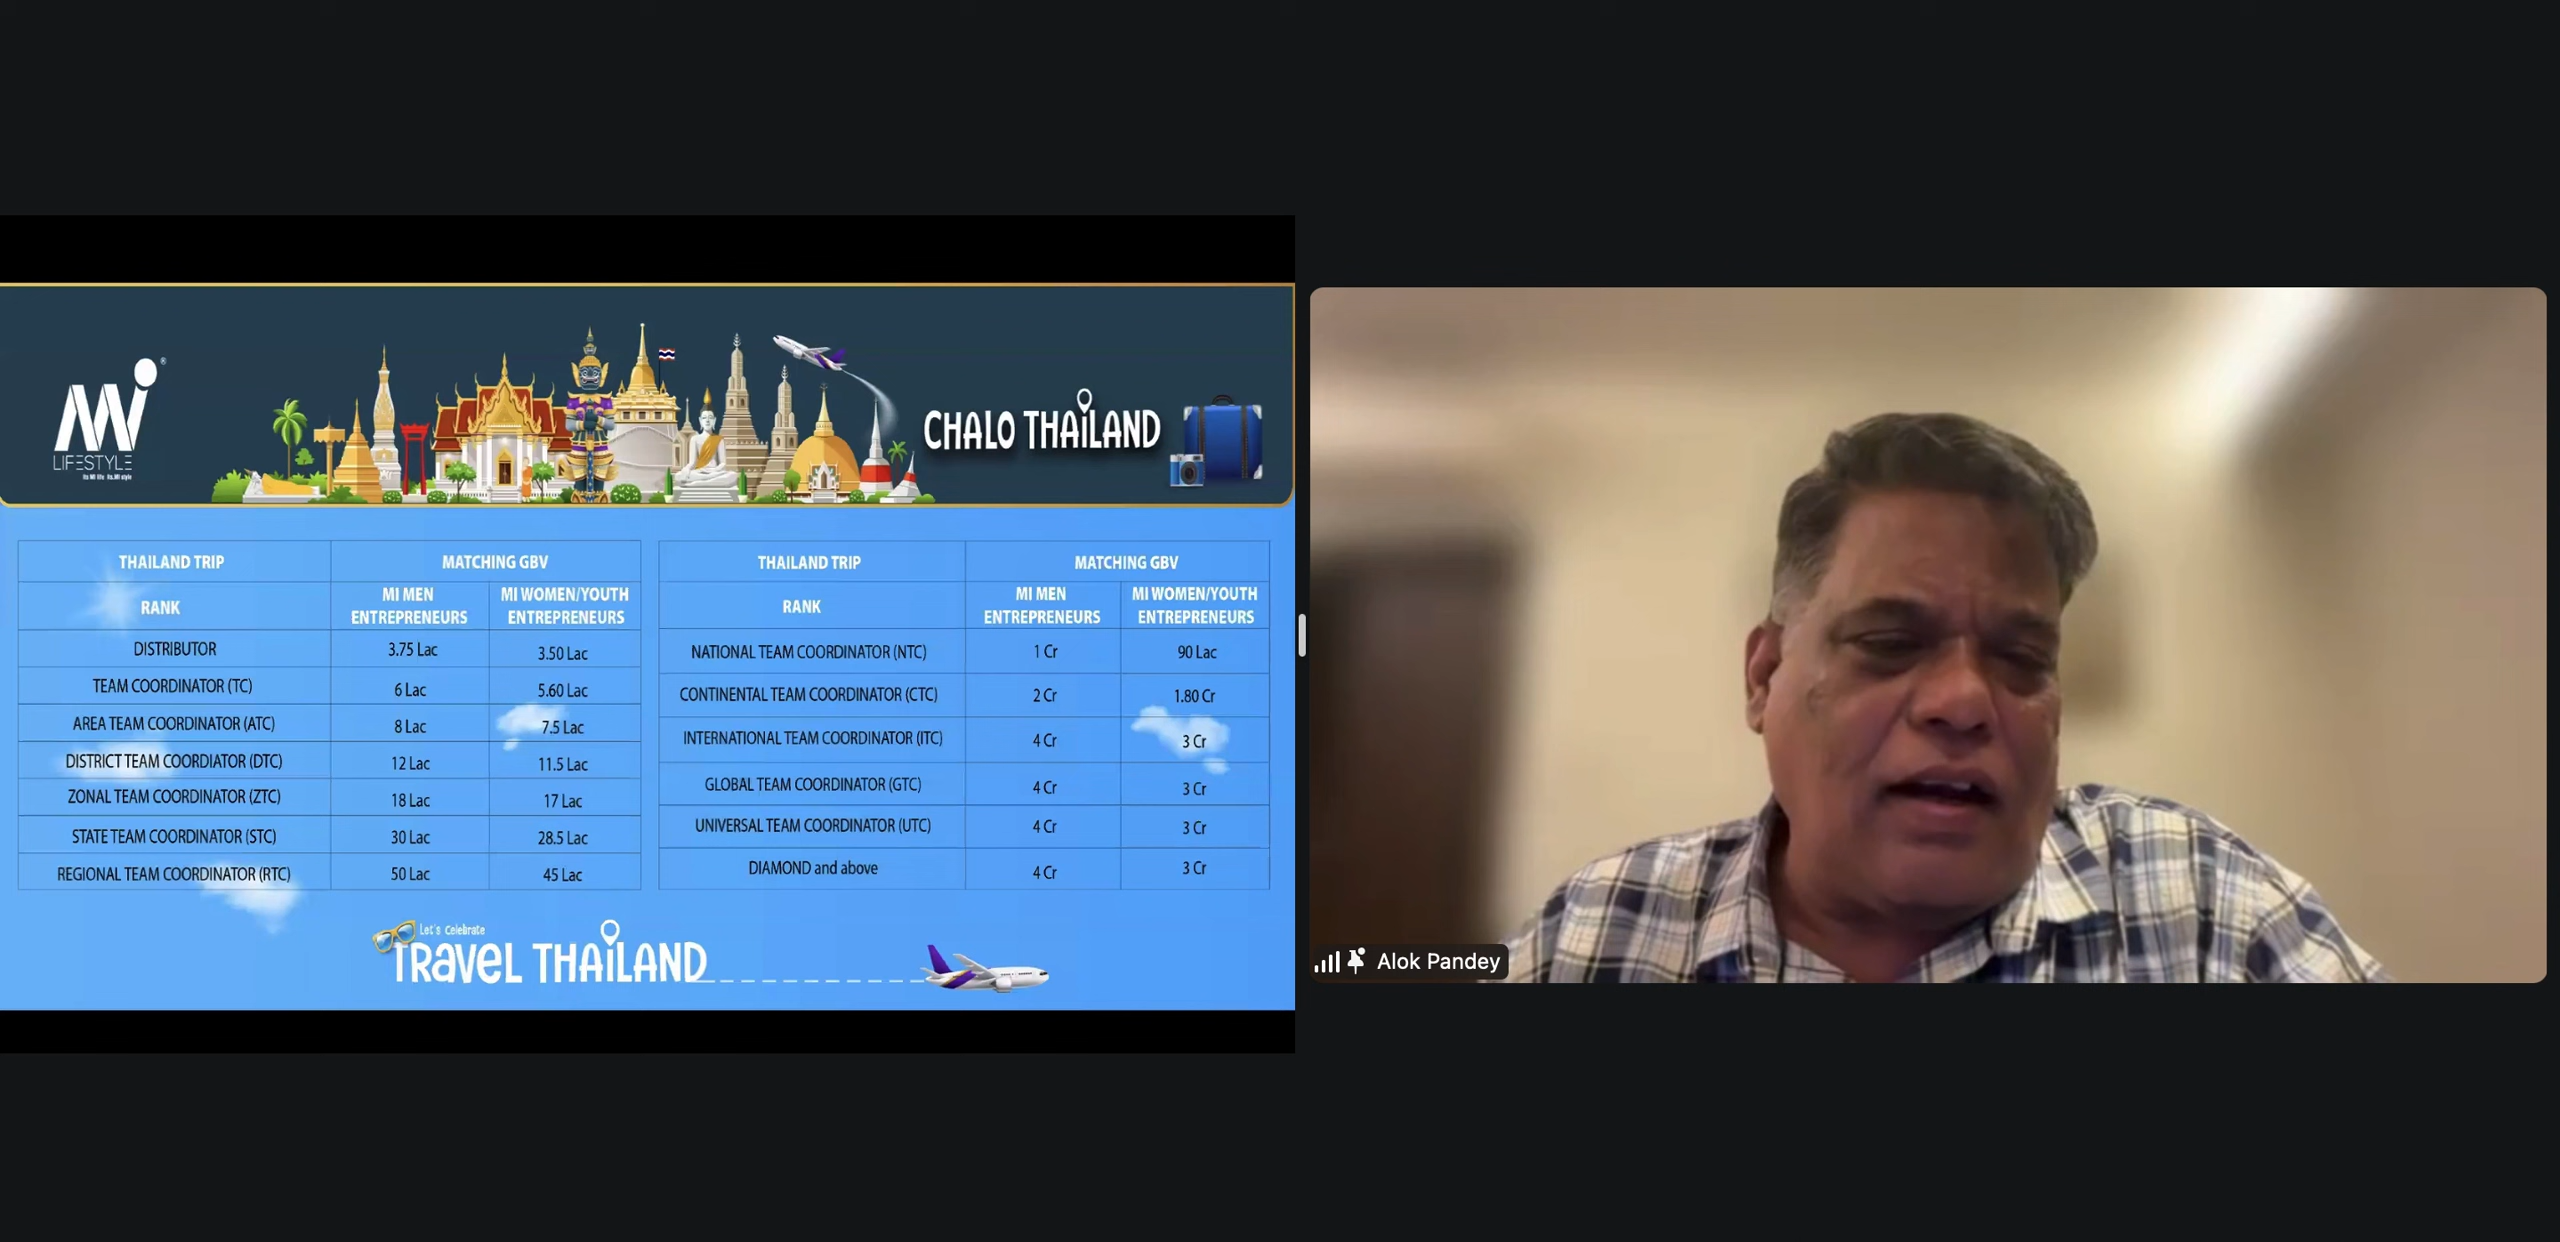 Mi
LIFESTYLE
CHALO THAiLAND
THAILAND TRIP MATCHING GBV
RANK MI MEN ENTREPRENEURS MI WOMEN/YOUTH ENTREPRENEURS
DISTRIBUTOR 3.75 Lac 3.50 Lac
TEAM COORDINATOR (TC) 6 Lac 5.60 Lac
AREA TEAM COORDINATOR (ATC) 8 Lac 7.5 Lac
DISTRICT TEAM COORDIATOR (DTC) 12 Lac 11.5 Lac
ZONAL TEAM COORDINATOR (ZTC) 18 Lac 17 Lac
STATE TEAM COORDINATOR (STC) 30 Lac 28.5 Lac
REGIONAL TEAM COORDINATOR (RTC) 50 Lac 45 Lac
THAILAND TRIP MATCHING GBV
RANK MI MEN ENTREPRENEURS MI WOMEN/YOUTH ENTREPRENEURS
NATIONAL TEAM COORDINATOR (NTC) 1 Cr 90 Lac
CONTINENTAL TEAM COORDINATOR (CTC) 2 Cr 1.80 Cr
INTERNATIONAL TEAM COORDINATOR (ITC) 4 Cr 3 Cr
GLOBAL TEAM COORDINATOR (GTC) 4 Cr 3 Cr
UNIVERSAL TEAM COORDINATOR (UTC) 4 Cr 3 Cr
DIAMOND and above 4 Cr 3 Cr
Let's Celebrate
TRaveL THAiLAND
Alok Pandey